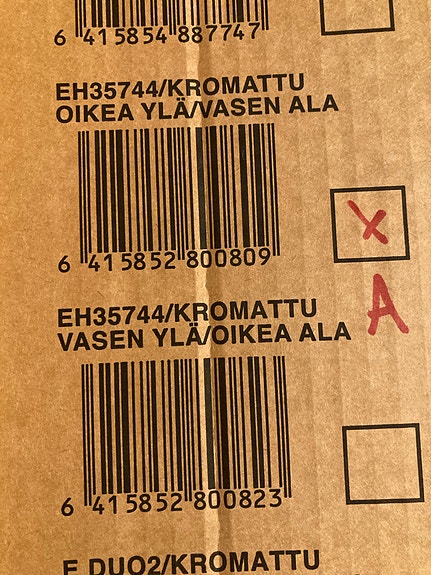 6 415854 887747
EH35744/KROMATTU
OIKEA YLÄ/VASEN ALA
6 415852 800809
X
A
EH35744/KROMATTU
VASEN YLÄ/OIKEA ALA
6 415852 800823
E DUO2/KROMATTU